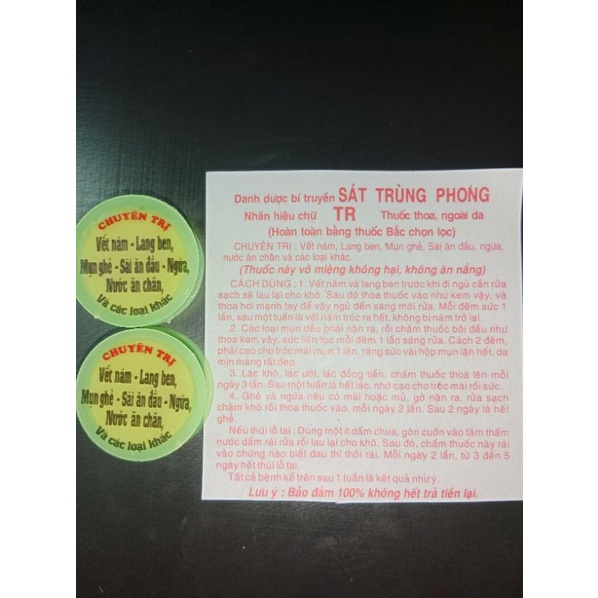 CHUYÊN TRỊ
Vết nám - Lang ben,
Mụn ghẻ - Sài ăn đầu - Ngứa,
Nước ăn chân,
Và các loại khác
CHUYÊN TRỊ
Vết nám - Lang ben,
Mụn ghẻ - Sài ăn đầu - Ngứa,
Nước ăn chân,
Và các loại khác
Danh dược bí truyền SÁT TRÙNG PHONG
Nhãn hiệu chữ TR Thuốc thoa, ngoài da
(Hoàn toàn bằng thuốc Bắc chọn lọc)
CHUYÊN TRỊ : Vết nám, Lang ben, Mụn ghẻ, Sài ăn đầu, ngứa,
nước ăn chân và các loại khác.
(Thuốc này vô miệng không hại, không ăn nắng)
CÁCH DÙNG : 1. Vết nám và lang ben trước khi đi ngủ cần rửa
sạch sẽ lau lại cho khô. Sau đó thoa thuốc vào như kem vậy, và
thoa hơi mạnh tay để vậy ngủ đến sáng mới rửa. Mỗi đêm sức 1
lần, sau một tuần là vết nám tróc ra hết, không bị nám trở lại.
2. Các loại mụn đều phải nặn ra, rồi chấm thuốc bôi đều như
thoa kem vậy, sức liên tục mỗi đêm 1 lần sáng rửa. Cách 2 đêm,
phải cạo cho tróc mài mụn 1 lần, ráng sức vài hộp mụn lặn hết, da
mịn màng rất đẹp.
3. Lác khô, lác ướt, lác đồng tiền, chấm thuốc thoa lên mỗi
ngày 3 lần. Sau một tuần là hết lác, nhớ cạo cho tróc mài rồi sức.
4. Ghẻ và ngứa nếu có mài hoặc mủ, gở nặn ra, rửa sạch
chậm khô rồi thoa thuốc vào, mỗi ngày 2 lần. Sau 2 ngày là hết
ghẻ.
Nếu thúi lỗ tai : Dùng một ít dấm chua, gòn cuốn vào tăm thấm
nước dấm rái rửa rồi lau lại cho khô. Sau đó, chấm thuốc này rái
vào chừng nào biết đau thì thôi rái. Mỗi ngày 2 lần, từ 3 đến 5
ngày hết thúi lỗ tai.
Tất cả bệnh kể trên sau 1 tuần là kết quả như ý.
Lưu ý : Bảo đảm 100% không hết trả tiền lại.